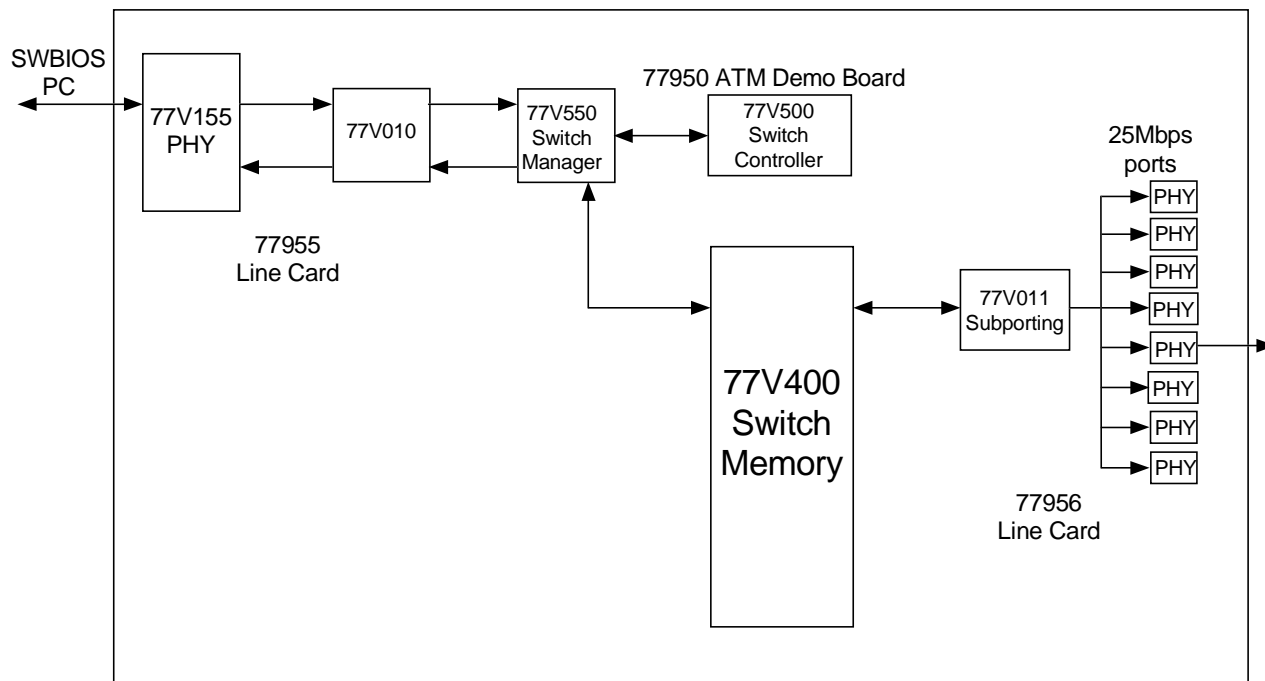 SWBIOS
PC
77V155
PHY
77V010
77V550
Switch
Manager
77950 ATM Demo Board
77V500
Switch
Controller
25Mbps
ports
PHY
PHY
PHY
PHY
PHY
PHY
PHY
PHY
77955
Line Card
77V400
Switch
Memory
77V011
Subporting
77956
Line Card